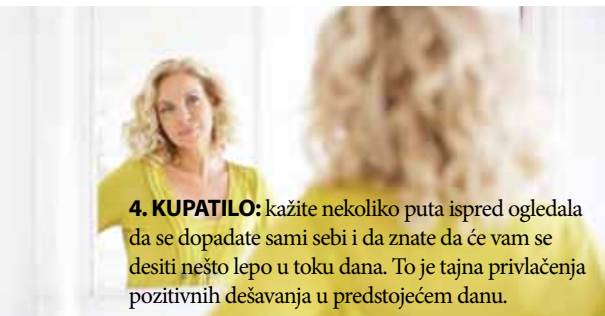 4. KUPATILO: kažite nekoliko puta ispred ogledala
da se dopadate sami sebi i da znate da će vam se
desiti nešto lepo u toku dana. To je tajna privlačenja
pozitivnih dešavanja u predstojećem danu.